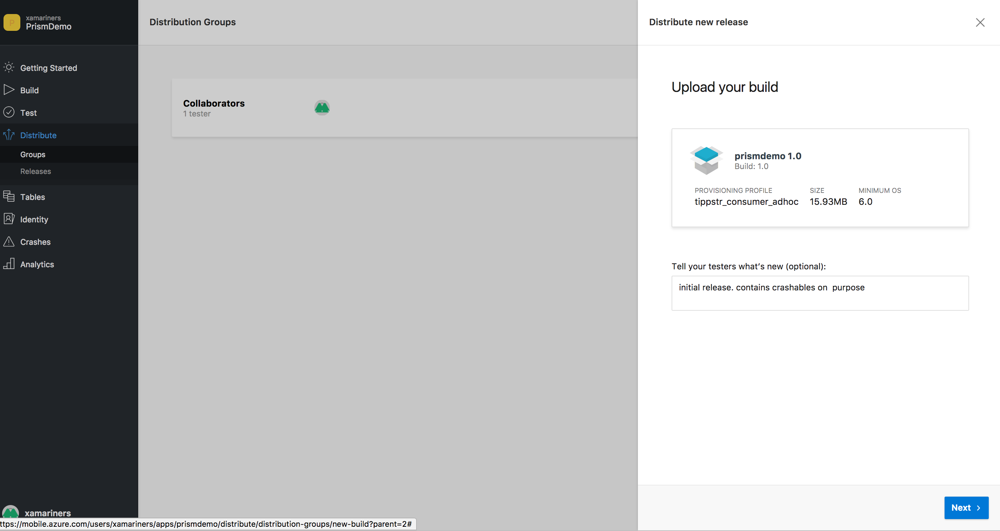 P
xamariners
PrismDemo
Getting Started
Build
Test
Distribute
Groups
Releases
Tables
Identity
Crashes
Analytics
xamariners
Distribution Groups
Collaborators
1 tester
Distribute new release
Upload your build
prismdemo 1.0
Build: 1.0
PROVISIONING PROFILE SIZE MINIMUM OS
tippstr_consumer_adhoc 15.93MB 6.0
Tell your testers what's new (optional):
initial release. contains crashables on  purpose
Next
ttps://mobile.azure.com/users/xamariners/apps/prismdemo/distribute/distribution-groups/new-build?parent=2#